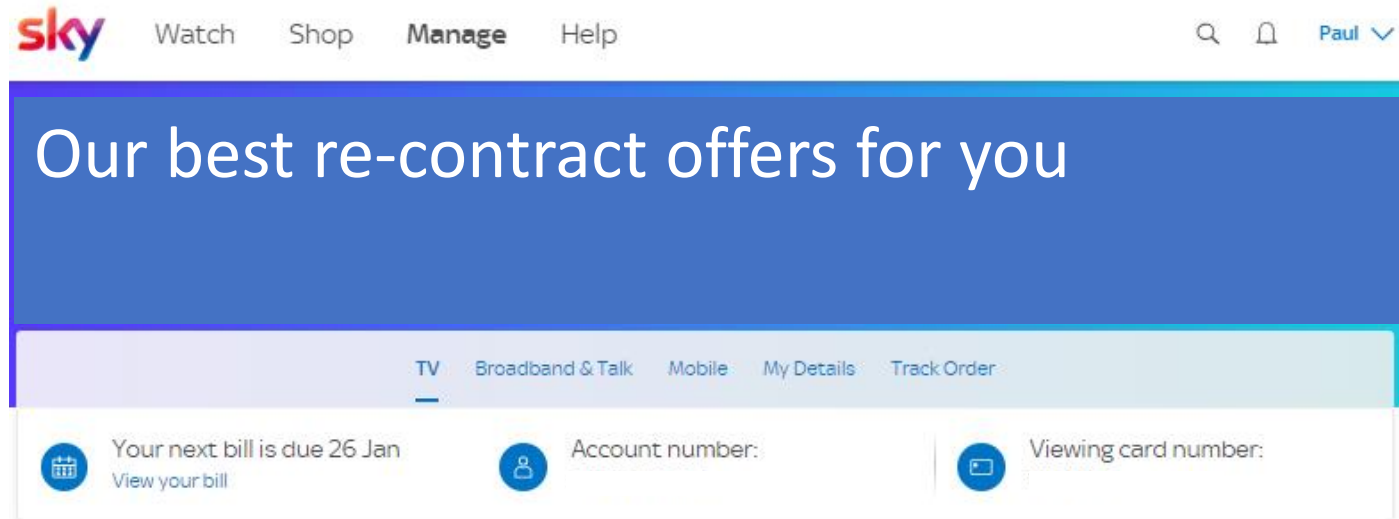 sky Watch Shop Manage Help Paul
Our best re-contract offers for you
TV Broadband & Talk Mobile My Details Track Order
Your next bill is due 26 Jan
View your bill
Account number:
Viewing card number: